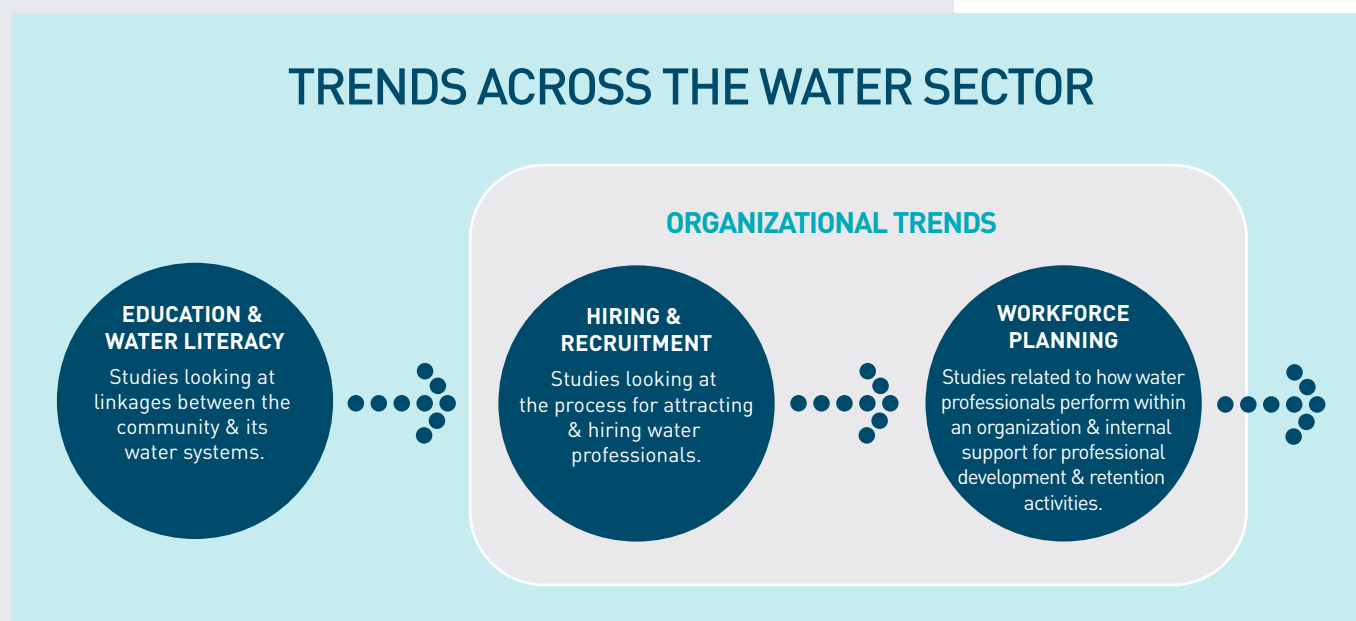 TRENDS ACROSS THE WATER SECTOR
ORGANIZATIONAL TRENDS
EDUCATION &
WATER LITERACY
Studies looking at
linkages between the
community & its
water systems.
HIRING &
RECRUITMENT
Studies looking at
the process for attracting
& hiring water
professionals.
WORKFORCE
PLANNING
Studies related to how water
professionals perform within
an organization & internal
support for professional
development & retention
activities.